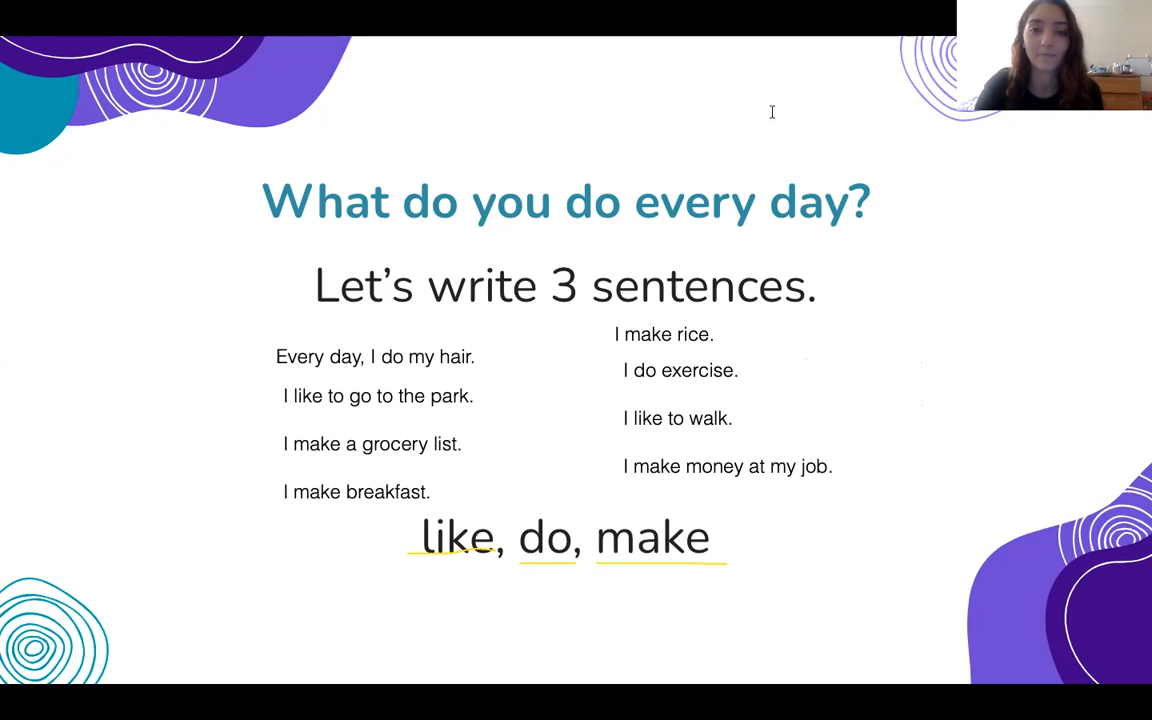 What do you do every day?
Let's write 3 sentences.
Every day, I do my hair.
I like to go to the park.
I make a grocery list.
I make breakfast.
I make rice.
I do exercise.
I like to walk.
I make money at my job.
like, do, make